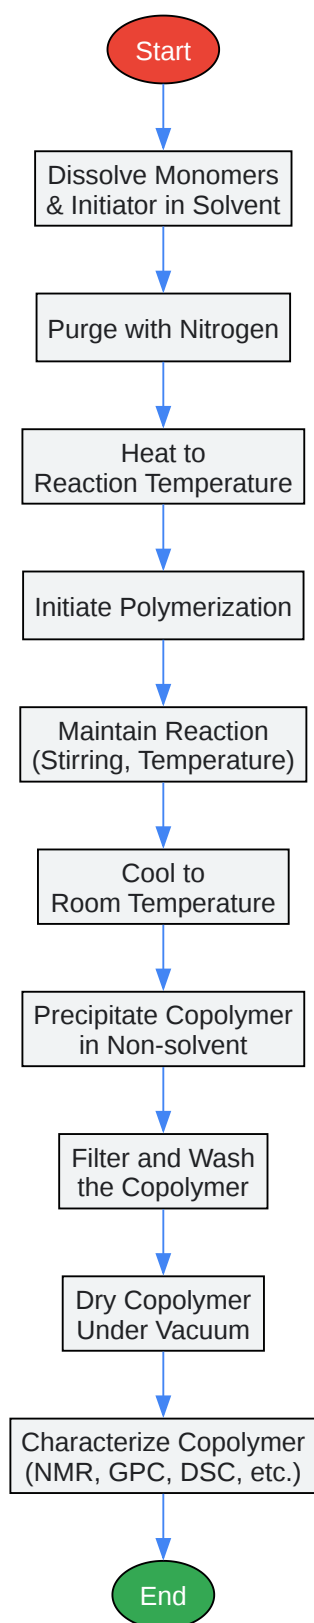 Start
Dissolve Monomers
& Initiator in Solvent
Purge with Nitrogen
Heat to
Reaction Temperature
Initiate Polymerization
Maintain Reaction
(Stirring, Temperature)
Cool to
Room Temperature
Precipitate Copolymer
in Non-solvent
Filter and Wash
the Copolymer
Dry Copolymer
Under Vacuum
Characterize Copolymer
(NMR, GPC, DSC, etc.)
End